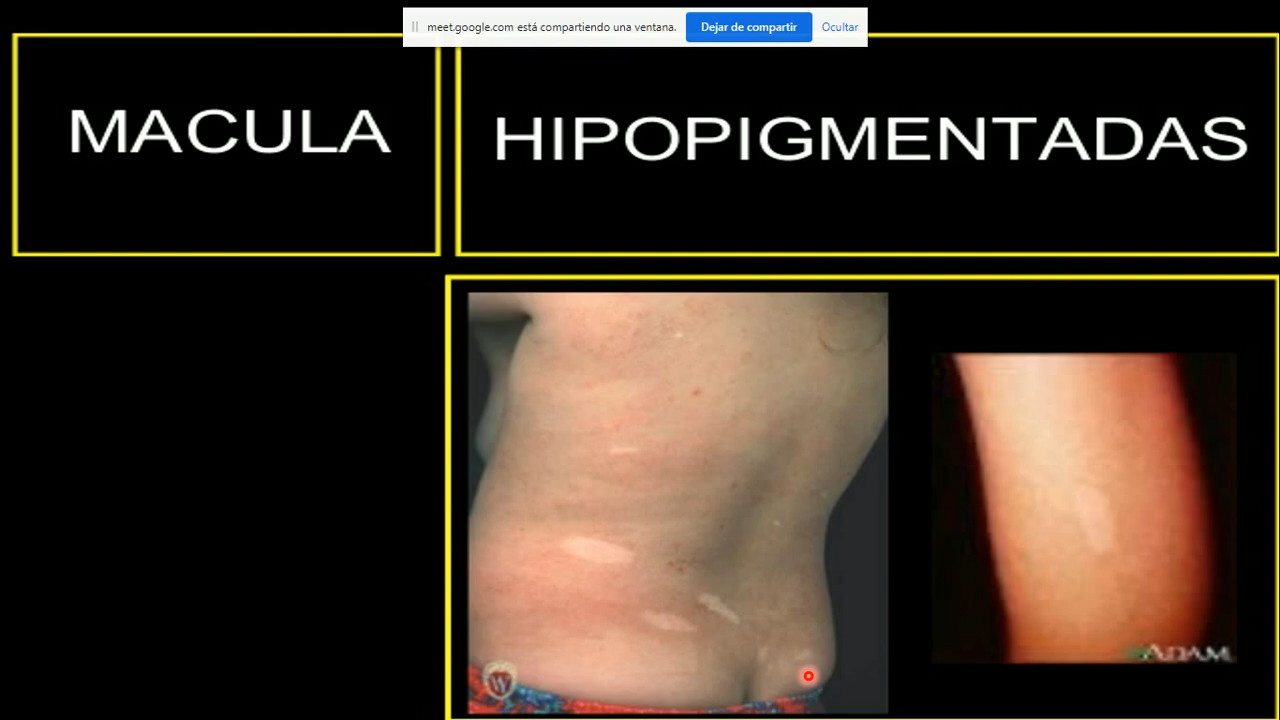 meet.google.com está compartiendo una ventana. Dejar de compartir Ocultar
MACULA
HIPOPIGMENTADAS
W
ADAM.